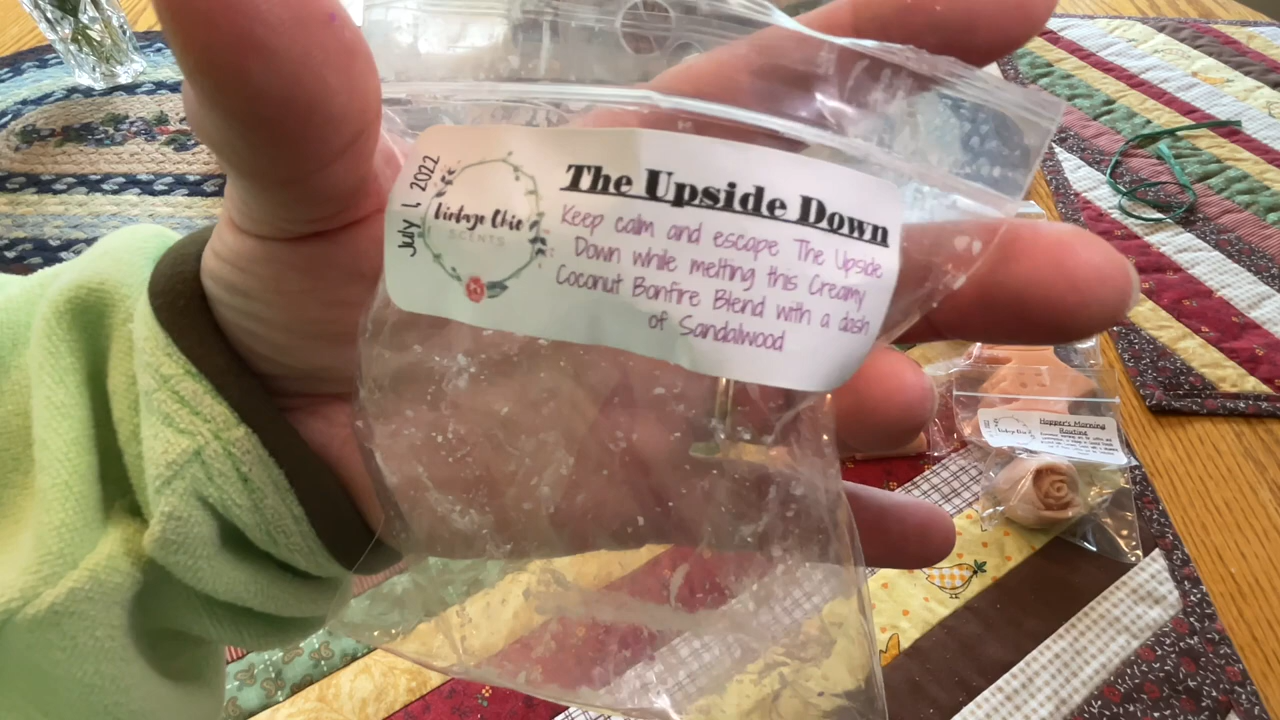 July 1, 2022
Vintage Chic
SCENTS
The Upside Down
Keep calm and escape The Upside
Down while melting this Creamy
Coconut Bonfire Blend with a dash
of Sandalwood
Hopper's Morning
Routine